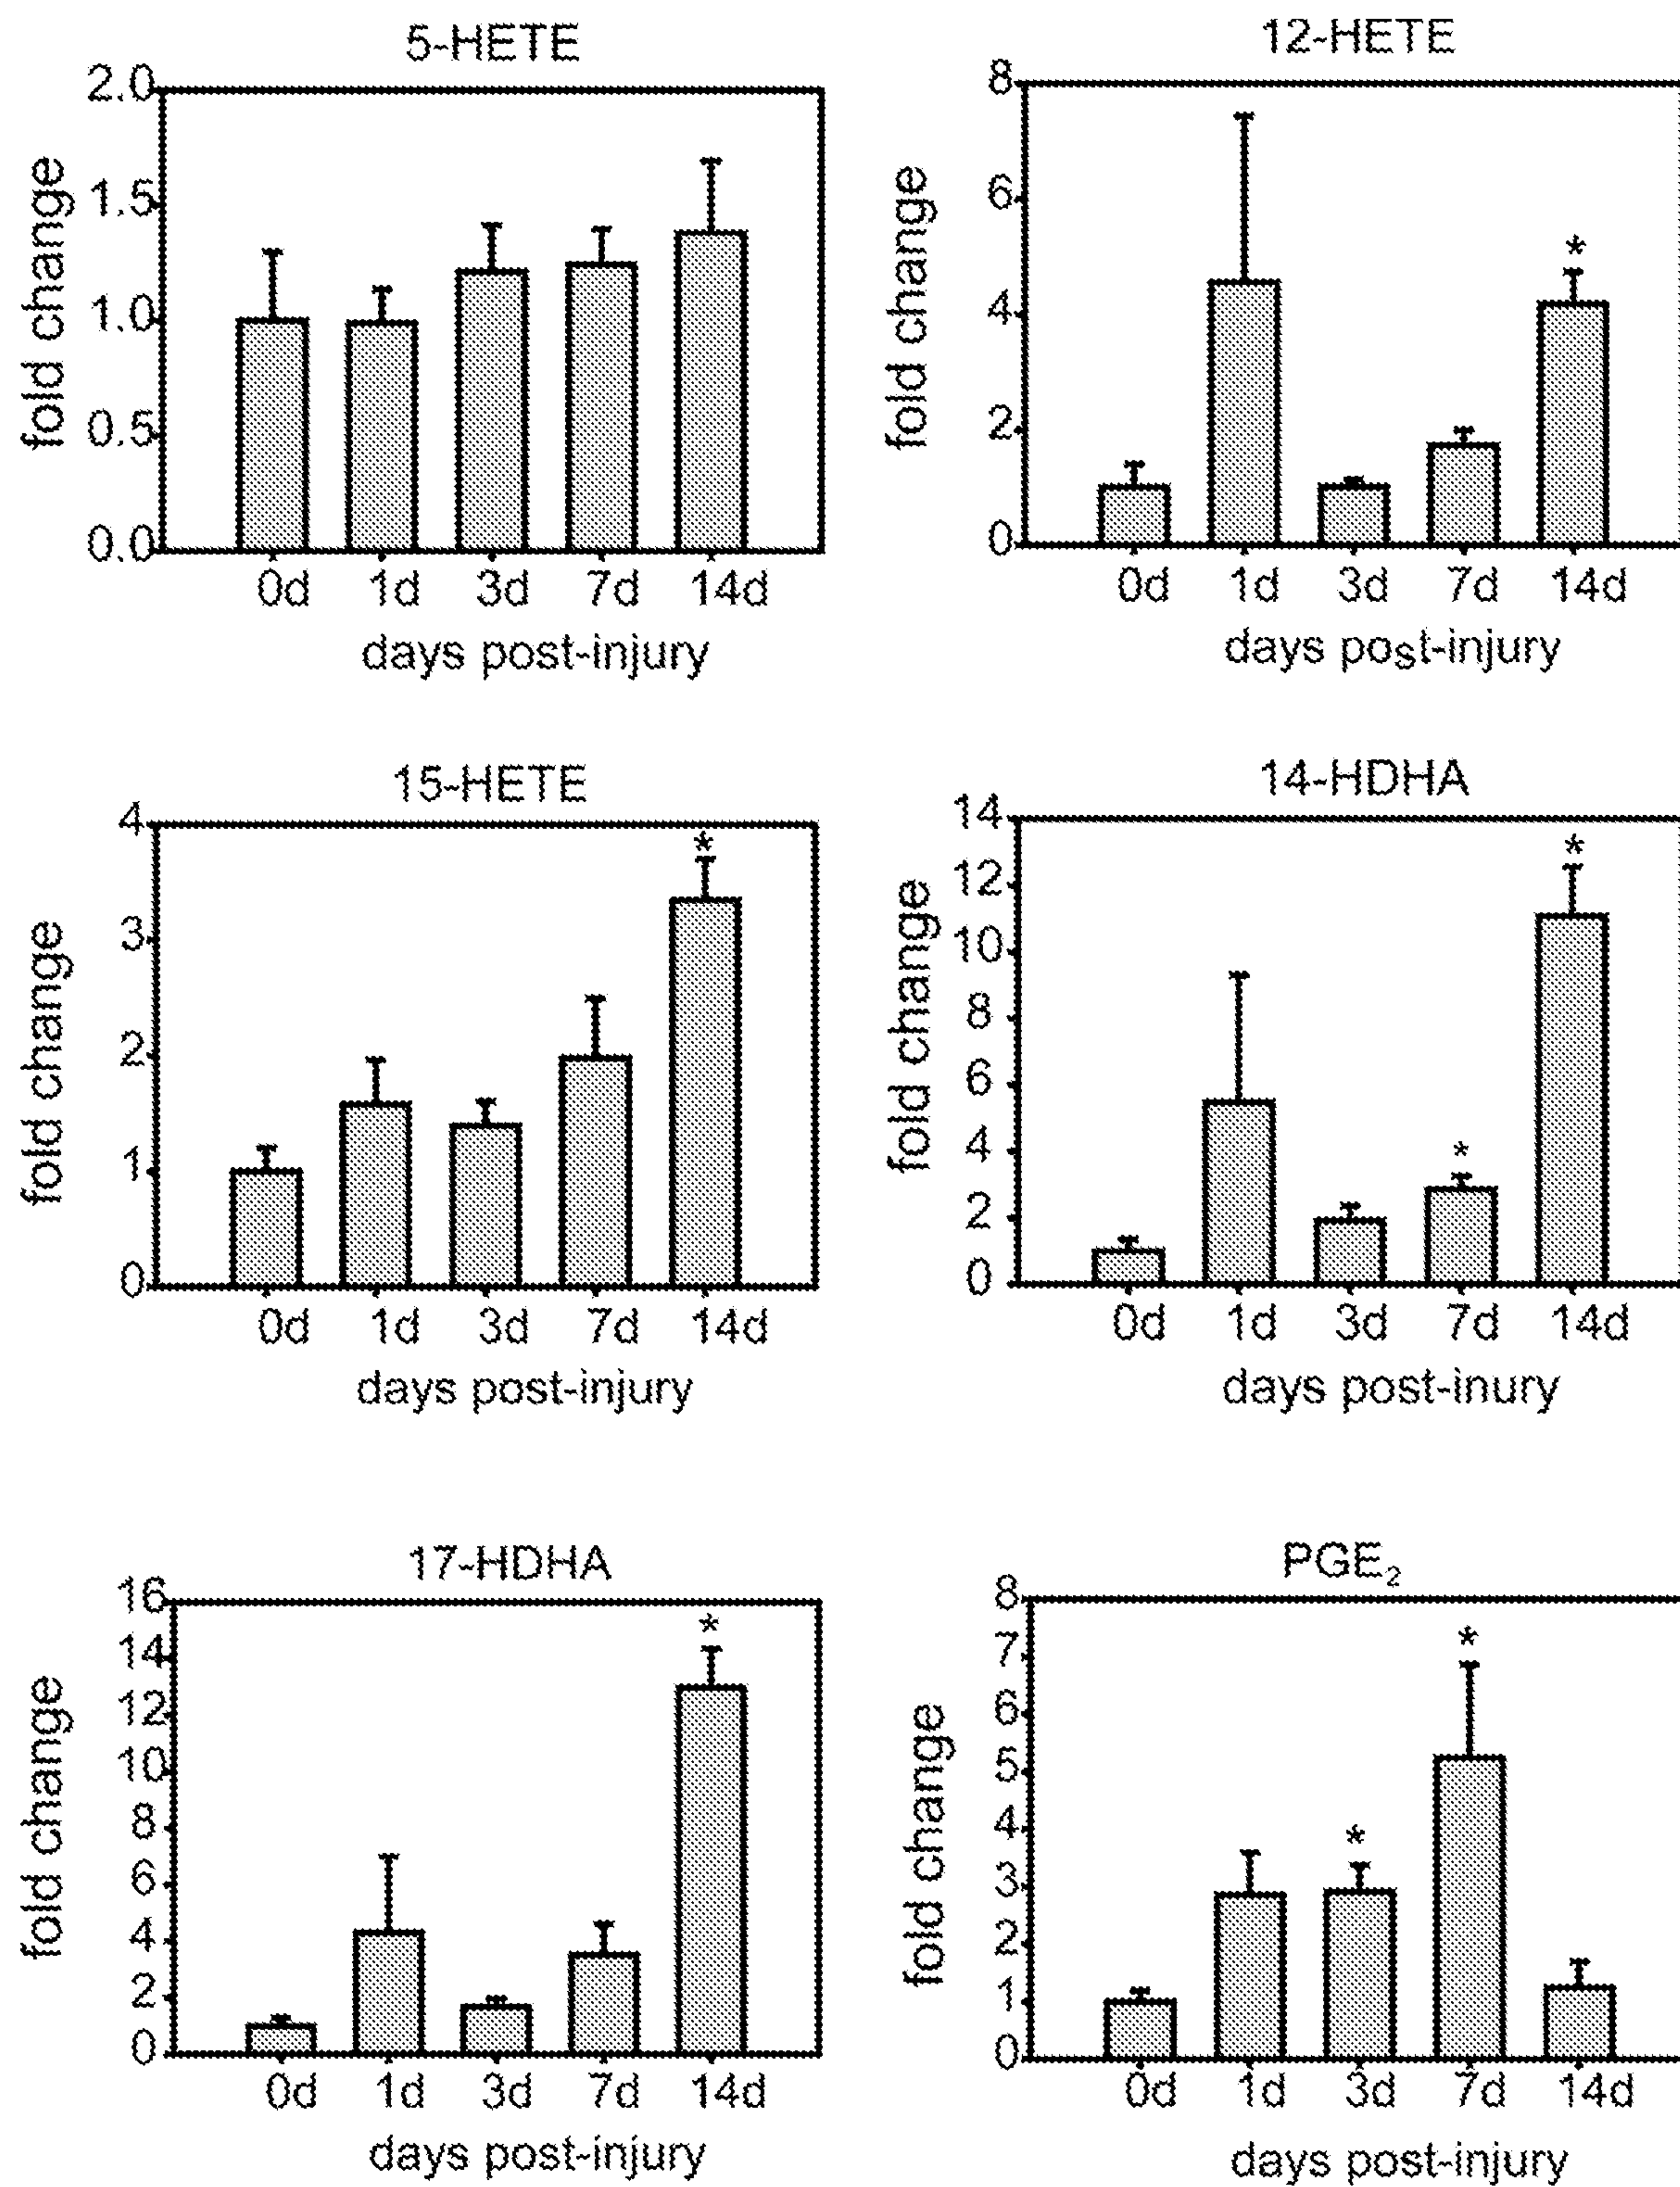 5-HETE
2.0
1.5
1.0
0.5
0.0
fold change
0d 1d 3d 7d 14d
days post-injury
12-HETE
8
6
4
2
0
fold change
*
0d 1d 3d 7d 14d
days post-injury
15-HETE
4
3
2
1
0
fold change
*
0d 1d 3d 7d 14d
days post-injury
14-HDHA
14
12
10
8
6
4
2
0
fold change
* *
0d 1d 3d 7d 14d
days post-inury
17-HDHA
16
14
12
10
8
6
4
2
0
fold change
*
0d 1d 3d 7d 14d
days post-injury
PGE₂
8
7
6
5
4
3
2
1
0
fold change
* *
0d 1d 3d 7d 14d
days post-injury